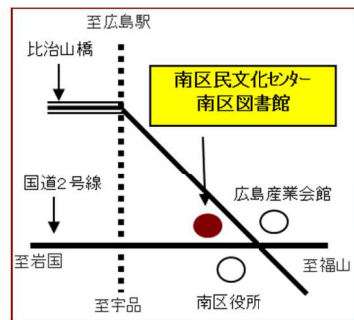 至広島駅
比治山橋
南区民文化センター
南区図書館
国道2号線
広島産業会館
至岩国
至福山
至宇品
南区役所